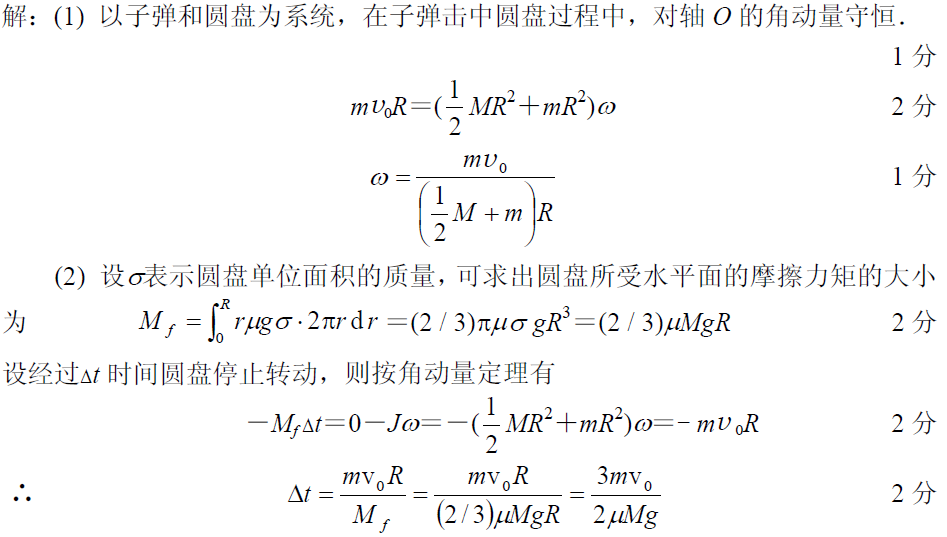 解：(1) 以子弹和圆盘为系统，在子弹击中圆盘过程中，对轴 O 的角动量守恒．
1 分
mυ₀R＝(½ MR²＋mR²)ω 2 分
ω = mυ₀ / ((½ M + m) R) 1 分
(2) 设σ表示圆盘单位面积的质量，可求出圆盘所受水平面的摩擦力矩的大小
为 M_f = ∫₀ᴿ rμgσ·2πr dr ＝(2 / 3)πμσ gR³＝(2 / 3)μMgR 2 分
设经过Δt 时间圆盘停止转动，则按角动量定理有
－M_fΔt＝0－Jω＝－(½ MR²＋mR²)ω＝- mυ₀R 2 分
∴ Δt = mv₀R / M_f = mv₀R / ((2/3)μMgR) = 3mv₀ / 2μMg 2 分